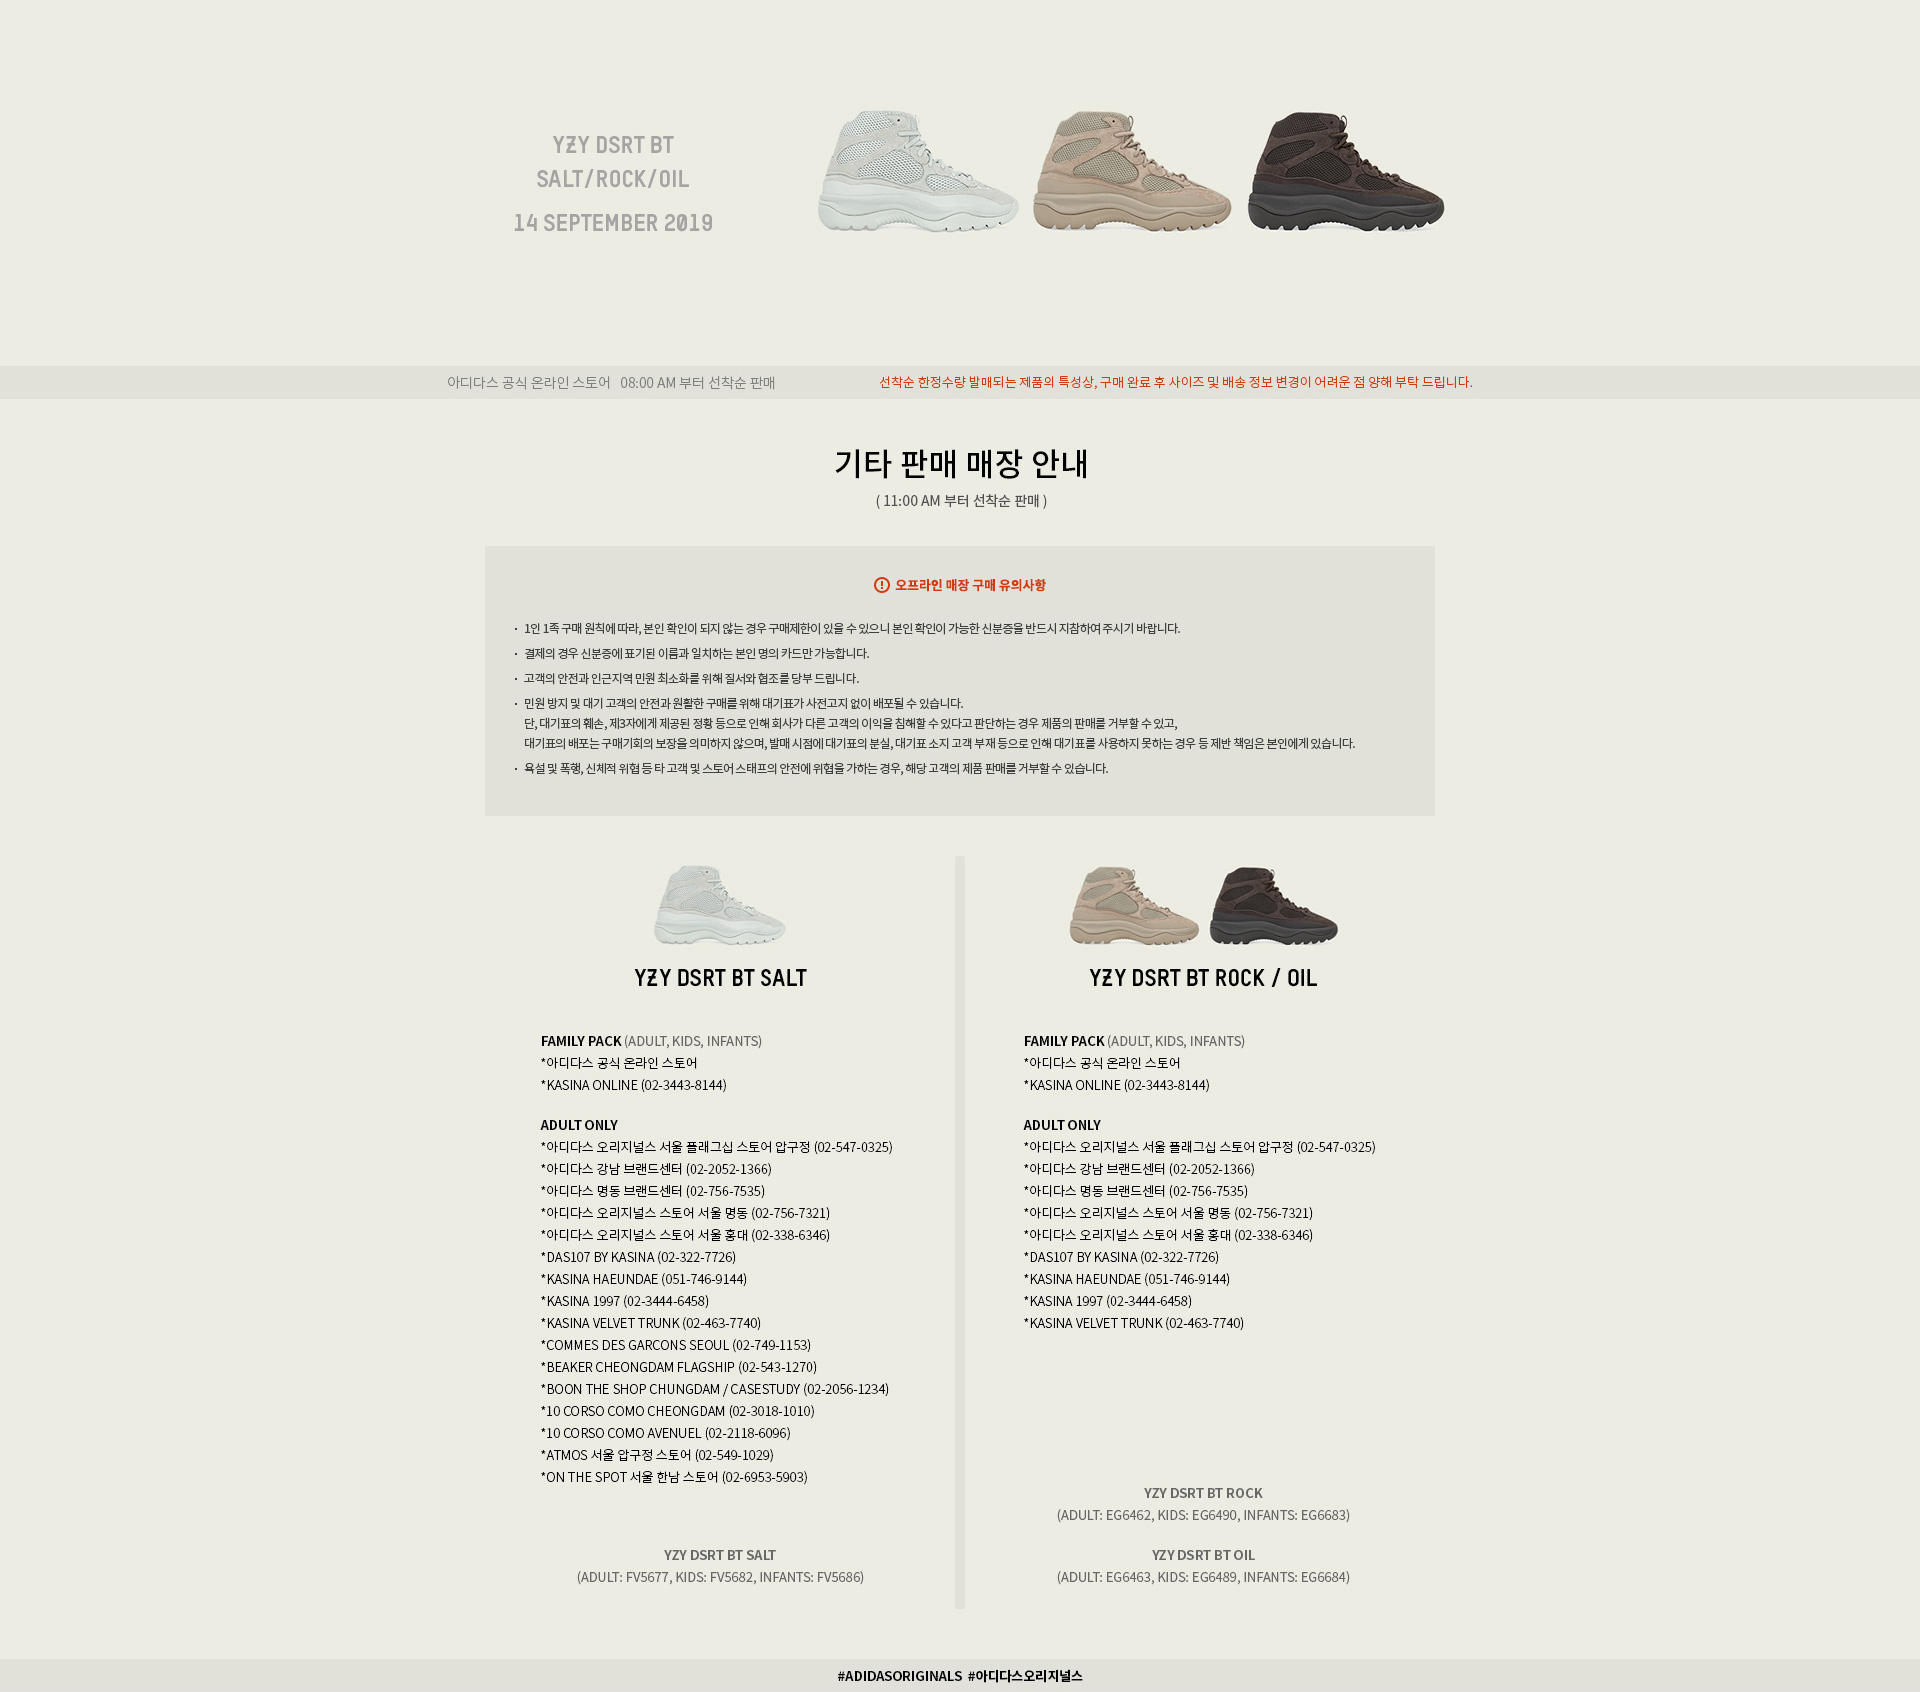 YZY DSRT BT
SALT/ROCK/OIL
14 SEPTEMBER 2019
아디다스 공식 온라인 스토어 08:00 AM 부터 선착순 판매
선착순 한정수량 발매되는 제품의 특성상, 구매 완료 후 사이즈 및 배송 정보 변경이 어려운 점 양해 부탁 드립니다.
기타 판매 매장 안내
( 11:00 AM 부터 선착순 판매 )
오프라인 매장 구매 유의사항
· 1인 1족 구매 원칙에 따라, 본인 확인이 되지 않는 경우 구매제한이 있을 수 있으니 본인 확인이 가능한 신분증을 반드시 지참하여 주시기 바랍니다.
· 결제의 경우 신분증에 표기된 이름과 일치하는 본인 명의 카드만 가능합니다.
· 고객의 안전과 인근지역 민원 최소화를 위해 질서와 협조를 당부 드립니다.
· 민원 방지 및 대기 고객의 안전과 원활한 구매를 위해 대기표가 사전고지 없이 배포될 수 있습니다.
단, 대기표의 훼손, 제3자에게 제공된 정황 등으로 인해 회사가 다른 고객의 이익을 침해할 수 있다고 판단하는 경우 제품의 판매를 거부할 수 있고,
대기표의 배포는 구매기회의 보장을 의미하지 않으며, 발매 시점에 대기표의 분실, 대기표 소지 고객 부재 등으로 인해 대기표를 사용하지 못하는 경우 등 제반 책임은 본인에게 있습니다.
· 욕설 및 폭행, 신체적 위협 등 타 고객 및 스토어 스태프의 안전에 위협을 가하는 경우, 해당 고객의 제품 판매를 거부할 수 있습니다.
YZY DSRT BT SALT
FAMILY PACK (ADULT, KIDS, INFANTS)
*아디다스 공식 온라인 스토어
*KASINA ONLINE (02-3443-8144)
ADULT ONLY
*아디다스 오리지널스 서울 플래그십 스토어 압구정 (02-547-0325)
*아디다스 강남 브랜드센터 (02-2052-1366)
*아디다스 명동 브랜드센터 (02-756-7535)
*아디다스 오리지널스 스토어 서울 명동 (02-756-7321)
*아디다스 오리지널스 스토어 서울 홍대 (02-338-6346)
*DAS107 BY KASINA (02-322-7726)
*KASINA HAEUNDAE (051-746-9144)
*KASINA 1997 (02-3444-6458)
*KASINA VELVET TRUNK (02-463-7740)
*COMMES DES GARCONS SEOUL (02-749-1153)
*BEAKER CHEONGDAM FLAGSHIP (02-543-1270)
*BOON THE SHOP CHUNGDAM / CASESTUDY (02-2056-1234)
*10 CORSO COMO CHEONGDAM (02-3018-1010)
*10 CORSO COMO AVENUEL (02-2118-6096)
*ATMOS 서울 압구정 스토어 (02-549-1029)
*ON THE SPOT 서울 한남 스토어 (02-6953-5903)
YZY DSRT BT SALT
(ADULT: FV5677, KIDS: FV5682, INFANTS: FV5686)
YZY DSRT BT ROCK / OIL
FAMILY PACK (ADULT, KIDS, INFANTS)
*아디다스 공식 온라인 스토어
*KASINA ONLINE (02-3443-8144)
ADULT ONLY
*아디다스 오리지널스 서울 플래그십 스토어 압구정 (02-547-0325)
*아디다스 강남 브랜드센터 (02-2052-1366)
*아디다스 명동 브랜드센터 (02-756-7535)
*아디다스 오리지널스 스토어 서울 명동 (02-756-7321)
*아디다스 오리지널스 스토어 서울 홍대 (02-338-6346)
*DAS107 BY KASINA (02-322-7726)
*KASINA HAEUNDAE (051-746-9144)
*KASINA 1997 (02-3444-6458)
*KASINA VELVET TRUNK (02-463-7740)
YZY DSRT BT ROCK
(ADULT: EG6462, KIDS: EG6490, INFANTS: EG6683)
YZY DSRT BT OIL
(ADULT: EG6463, KIDS: EG6489, INFANTS: EG6684)
#ADIDASORIGINALS #아디다스오리지널스